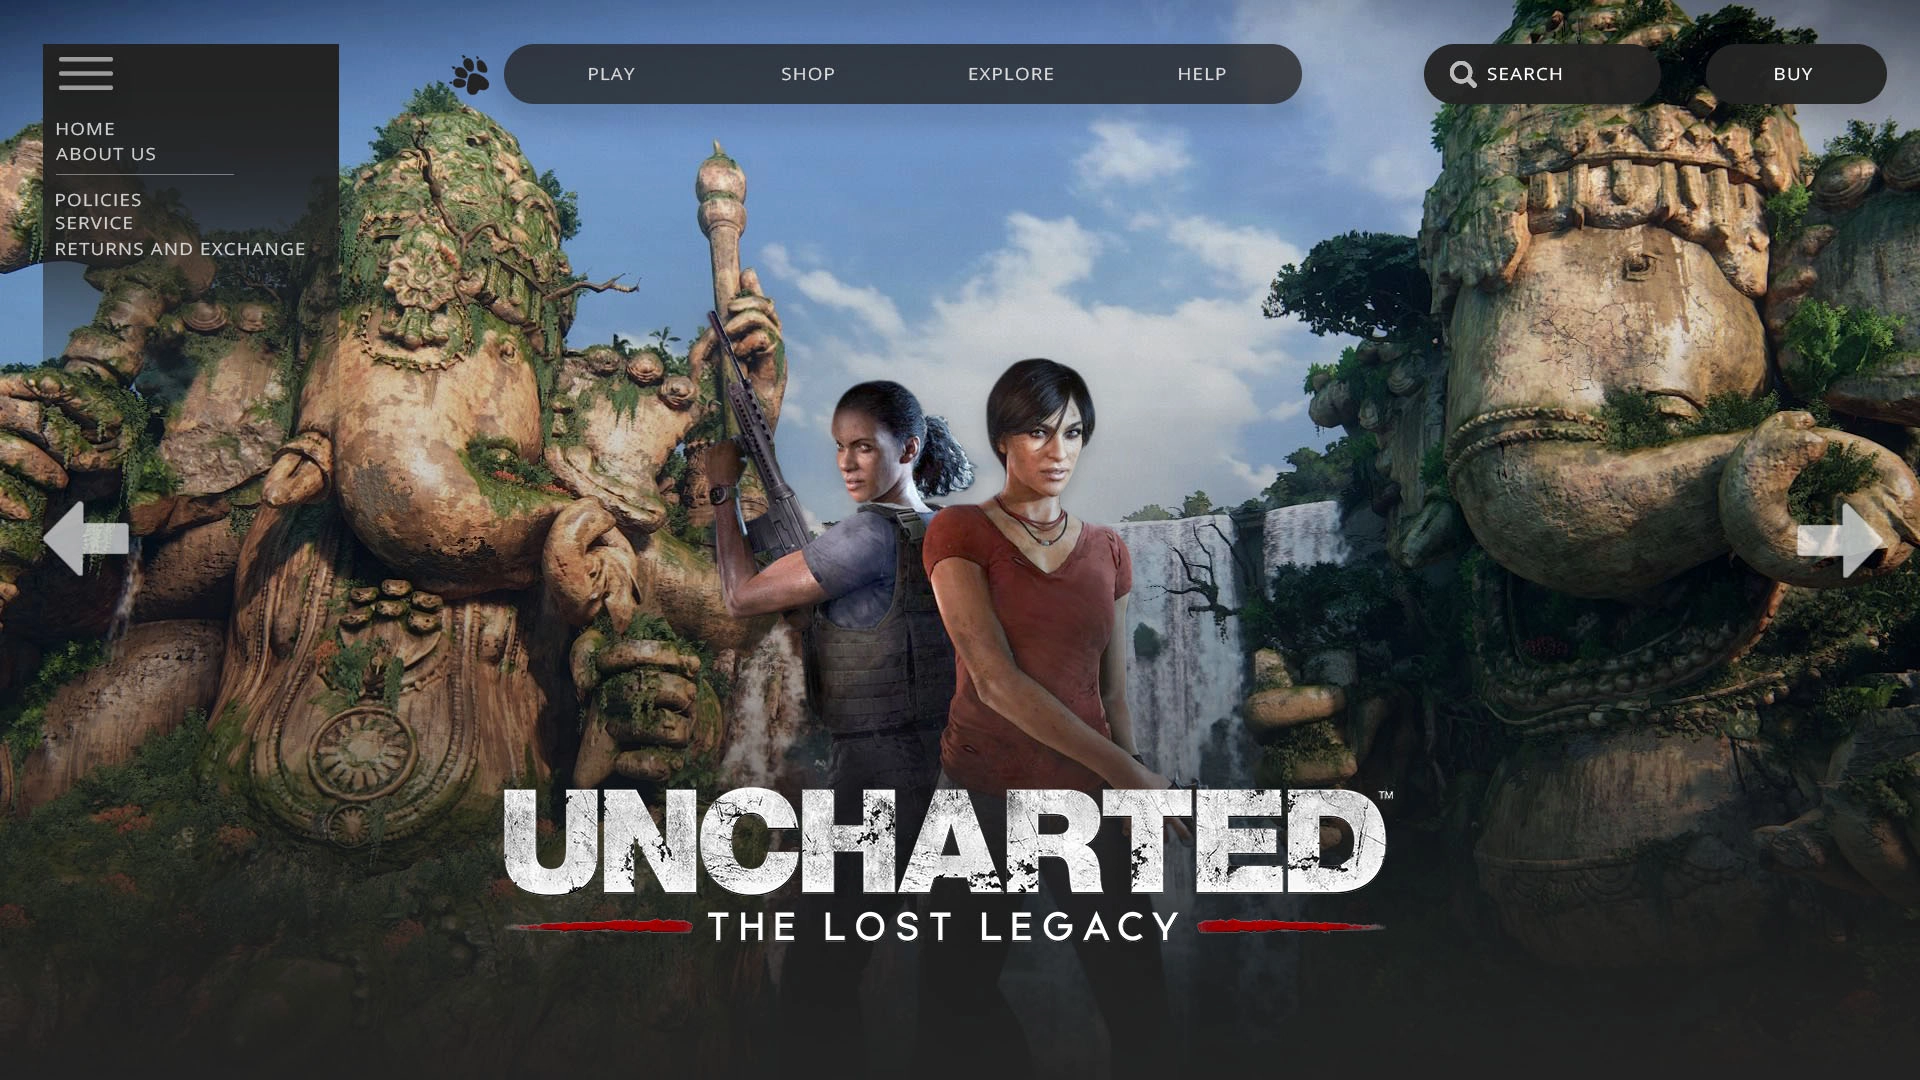 PLAY SHOP EXPLORE HELP SEARCH BUY
HOME
ABOUT US
POLICIES
SERVICE
RETURNS AND EXCHANGE
UNCHARTED™
THE LOST LEGACY